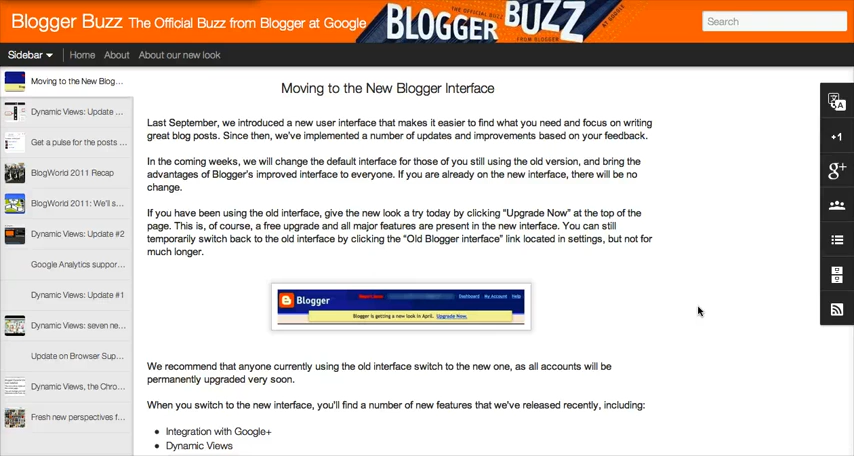 Blogger Buzz The Official Buzz from Blogger at Google
BLOGGER BUZZ
THE OFFICIAL BUZZ
FROM BLOGGER AT GOOGLE
Search
Sidebar Home About About our new look
Moving to the New Blog...
Dynamic Views: Update ...
Get a pulse for the posts ...
BlogWorld 2011 Recap
BlogWorld 2011: We'll s...
Dynamic Views: Update #2
Google Analytics suppor...
Dynamic Views: Update #1
Dynamic Views: seven ne...
Update on Browser Sup...
Dynamic Views, the Chro...
Fresh new perspectives f...
Moving to the New Blogger Interface
Last September, we introduced a new user interface that makes it easier to find what you need and focus on writing
great blog posts. Since then, we've implemented a number of updates and improvements based on your feedback.
In the coming weeks, we will change the default interface for those of you still using the old version, and bring the
advantages of Blogger's improved interface to everyone. If you are already on the new interface, there will be no
change.
If you have been using the old interface, give the new look a try today by clicking "Upgrade Now" at the top of the
page. This is, of course, a free upgrade and all major features are present in the new interface. You can still
temporarily switch back to the old interface by clicking the "Old Blogger interface" link located in settings, but not for
much longer.
Blogger
Dashboard My Account Help
Blogger is getting a new look in April. Upgrade Now.
We recommend that anyone currently using the old interface switch to the new one, as all accounts will be
permanently upgraded very soon.
When you switch to the new interface, you'll find a number of new features that we've released recently, including:
• Integration with Google+
• Dynamic Views
+1
g+